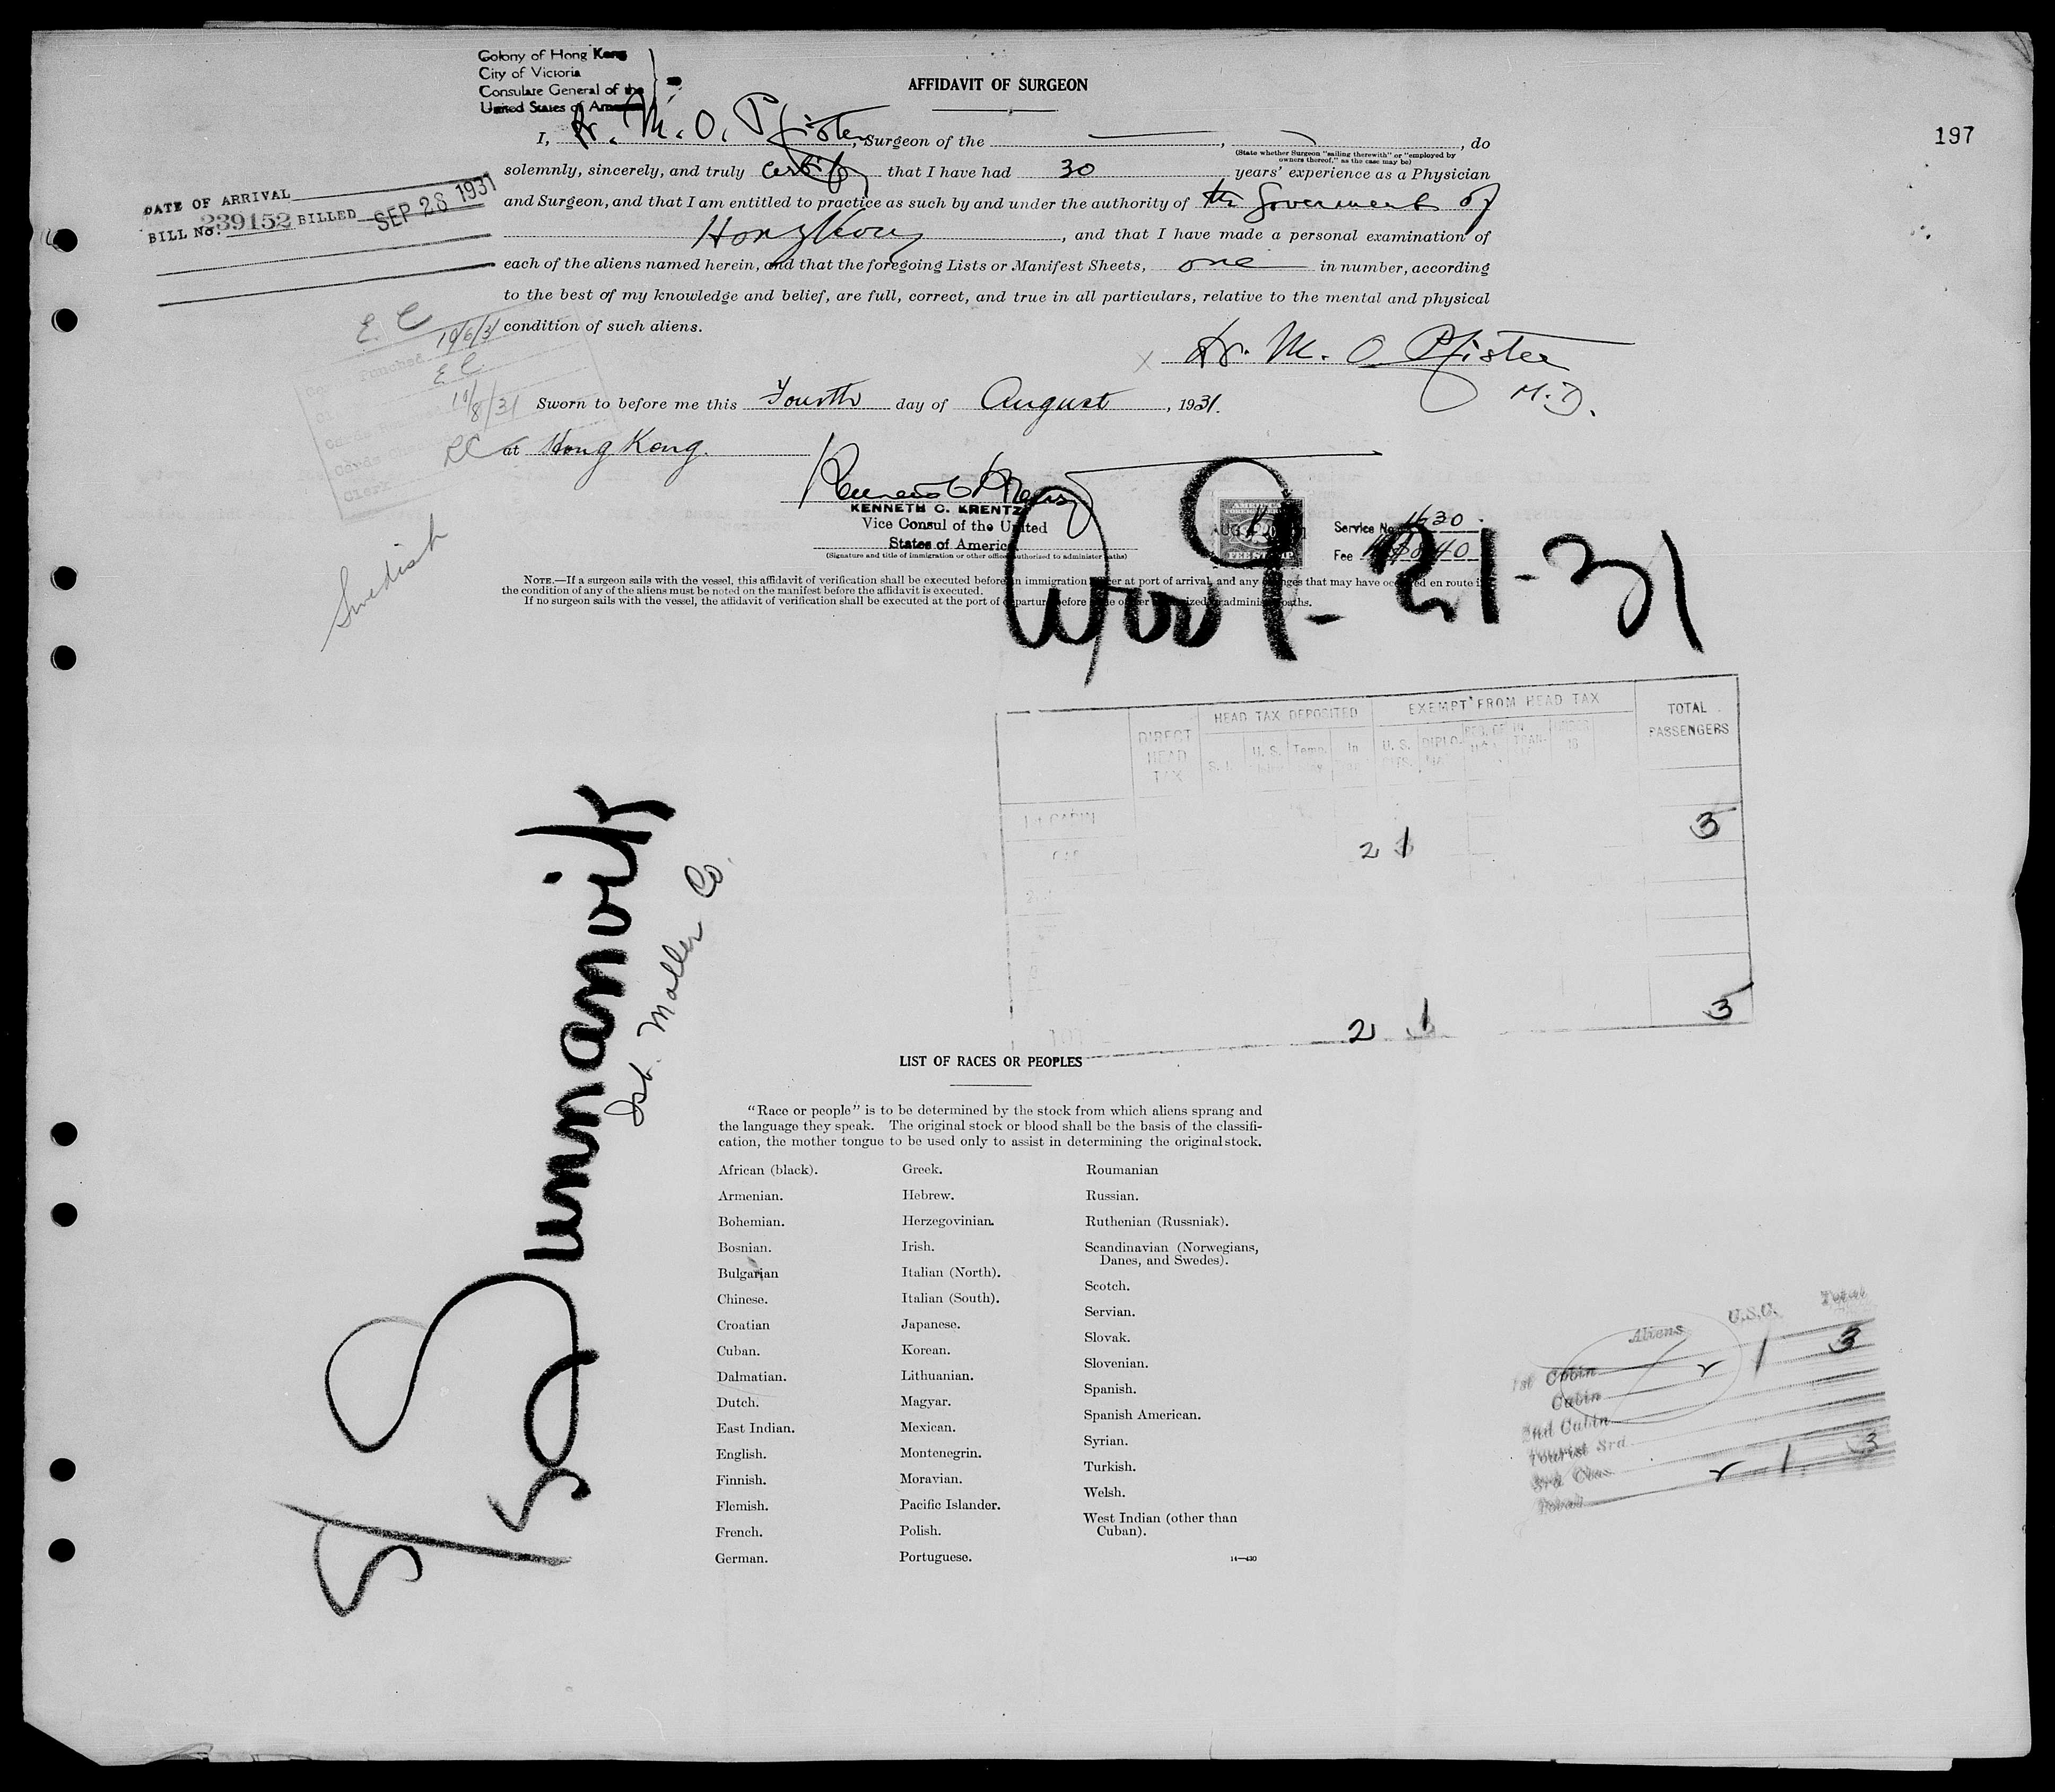 Colony of Hong Kong
City of Victoria
Consulate General of the
United States of America
AFFIDAVIT OF SURGEON
197
I, Dr. M. O. Pfister, Surgeon of the , , do
(State whether Surgeon "sailing therewith" or "employed by
owners thereof," as the case may be)
solemnly, sincerely, and truly certify that I have had 30 years' experience as a Physician
and Surgeon, and that I am entitled to practice as such by and under the authority of the Goverment of
HongKong, and that I have made a personal examination of
each of the aliens named herein, and that the foregoing Lists or Manifest Sheets, one in number, according
to the best of my knowledge and belief, are full, correct, and true in all particulars, relative to the mental and physical
condition of such aliens.
DATE OF ARRIVAL
BILL No. 239152 BILLED SEP 28 1931
E C
10/6/31
E C.
10/8/31
Dr. M. O Pfister
M.D.
Sworn to before me this Fourth day of August, 1931.
at Hong Kong.
KENNETH C. KRENTZ
Vice Consul of the United
States of America
(Signature and title of immigration or other officer authorized to administer oaths)
Service No. 1630
Fee
FEE STAMP
NOTE.—If a surgeon sails with the vessel, this affidavit of verification shall be executed before an immigration officer at port of arrival, and any changes that may have occurred en route in
the condition of any of the aliens must be noted on the manifest before the affidavit is executed.
If no surgeon sails with the vessel, the affidavit of verification shall be executed at the port of departure before some officer authorized to administer oaths.
Swedish
9-21-31
DIRECT HEAD TAX
HEAD TAX DEPOSITED
EXEMPT FROM HEAD TAX
TOTAL PASSENGERS
2 1 3
2 1 3
S/S Sunnanvik
Moller Co.
LIST OF RACES OR PEOPLES
"Race or people" is to be determined by the stock from which aliens sprang and
the language they speak. The original stock or blood shall be the basis of the classifi-
cation, the mother tongue to be used only to assist in determining the original stock.
African (black).
Armenian.
Bohemian.
Bosnian.
Bulgarian
Chinese.
Croatian
Cuban.
Dalmatian.
Dutch.
East Indian.
English.
Finnish.
Flemish.
French.
German.
Greek.
Hebrew.
Herzegovinian.
Irish.
Italian (North).
Italian (South).
Japanese.
Korean.
Lithuanian.
Magyar.
Mexican.
Montenegrin.
Moravian.
Pacific Islander.
Polish.
Portuguese.
Roumanian
Russian.
Ruthenian (Russniak).
Scandinavian (Norwegians,
Danes, and Swedes).
Scotch.
Servian.
Slovak.
Slovenian.
Spanish.
Spanish American.
Syrian.
Turkish.
Welsh.
West Indian (other than
Cuban).
14—430
Aliens U.S.C. Total
1st Cabin 2 1 3
Cabin
2nd Cabin
Tourist 3rd
3rd Class
Total 2 1 3